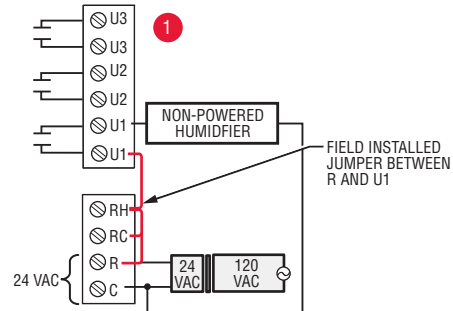 U3
1
U3
U2
U2
U1
NON-POWERED
HUMIDFIER
U1
FIELD INSTALLED
JUMPER BETWEEN
R AND U1
RH
RC
R
24 VAC
C
24
VAC
120
VAC